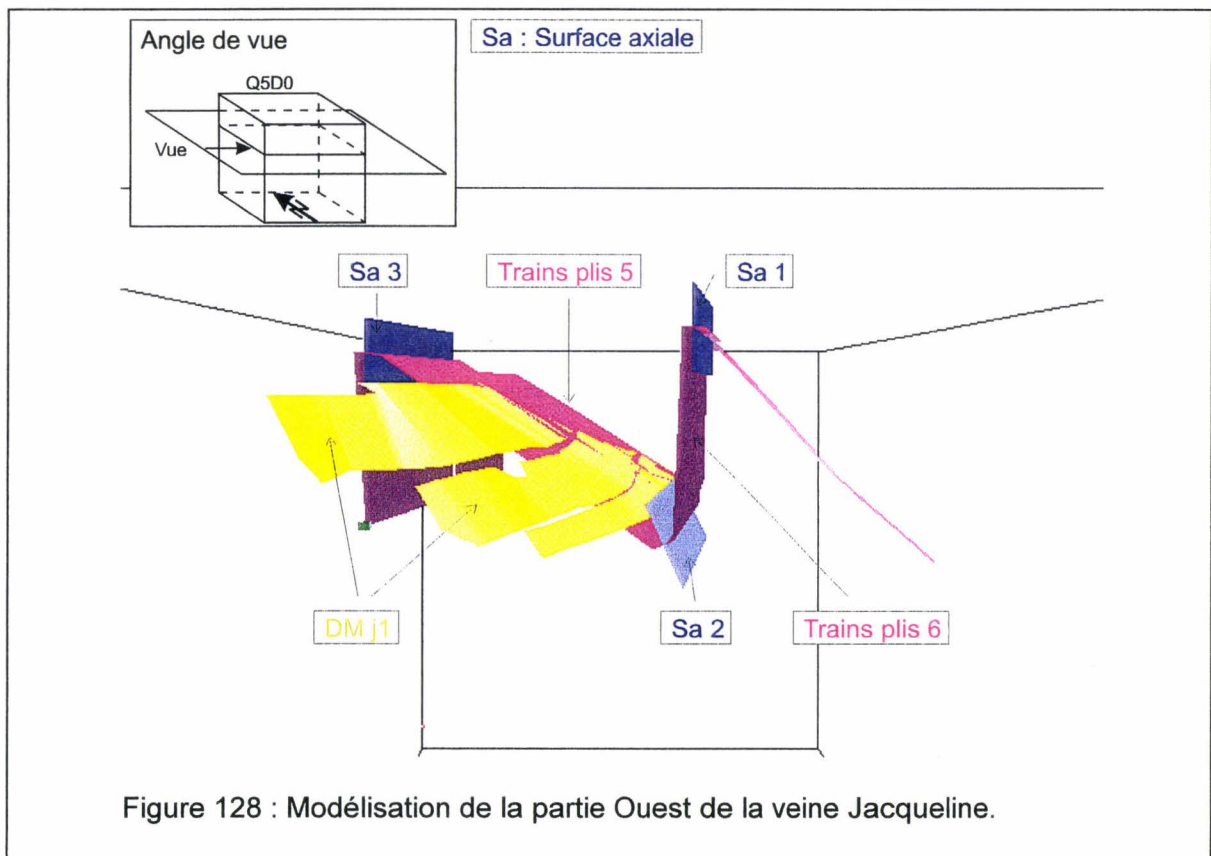 Angle de vue
Sa : Surface axiale
Q5D0
Vue
N
Sa 3
Trains plis 5
Sa 1
DM j1
Sa 2
Trains plis 6
Figure 128 : Modélisation de la partie Ouest de la veine Jacqueline.